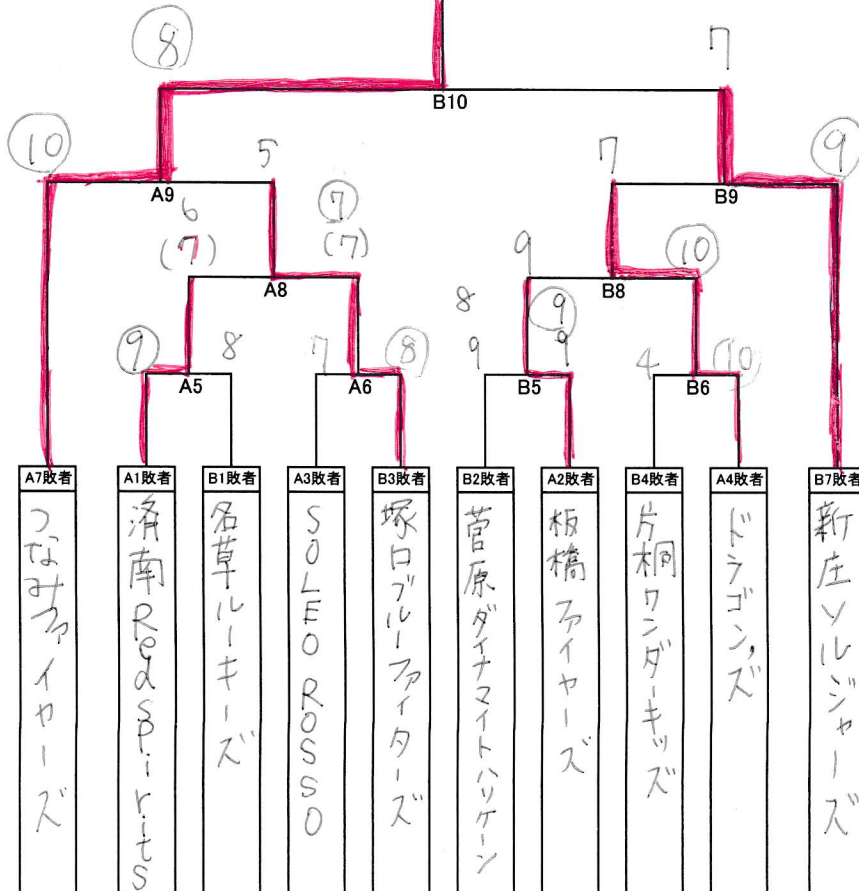 ⑧ 7
B10
⑩ 5 7 ⑨
A9 B9
6 ⑦
(7) (7) 9 ⑩
A8 B8
8 ⑨
⑨ 8 7 ⑧ 9 9 4 ⑩
A5 A6 B5 B6
A7敗者 A1敗者 B1敗者 A3敗者 B3敗者 B2敗者 A2敗者 B4敗者 A4敗者 B7敗者
つなみファイヤーズ
済南Red Spirits
名草ルーキーズ
SOLEO ROSSO
塚口ブルーファイターズ
菅原ダイナマイトハリケーン
板橋ファイヤーズ
片桐ワンダーキッズ
ドラゴンズ
新庄ソルジャーズ